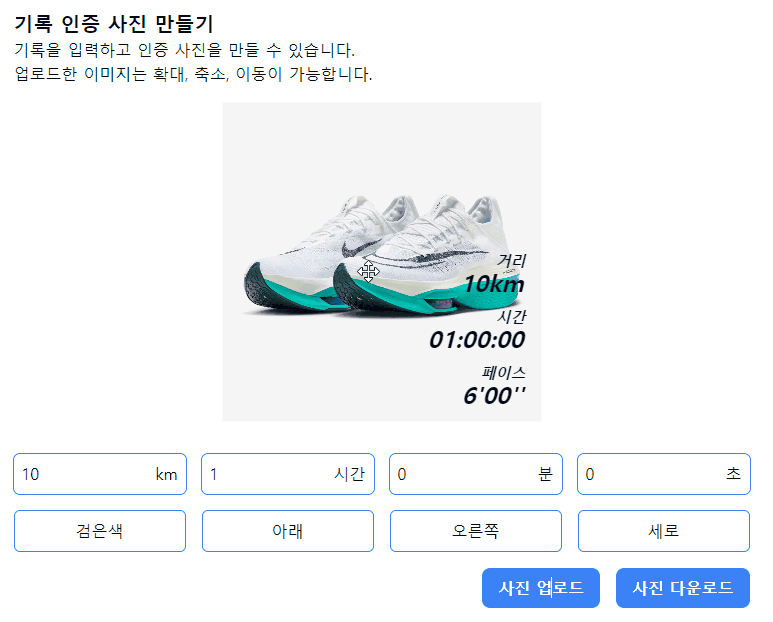 기록 인증 사진 만들기
기록을 입력하고 인증 사진을 만들 수 있습니다.
업로드한 이미지는 확대, 축소, 이동이 가능합니다.
거리
10km
시간
01:00:00
페이스
6'00''
10 km 1 시간 0 분 0 초
검은색 아래 오른쪽 세로
사진 업로드 사진 다운로드